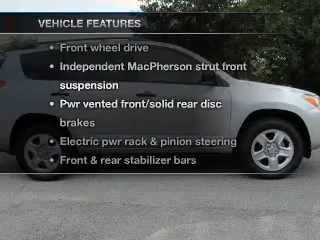 VEHICLE FEATURES
• Front wheel drive
• Independent MacPherson strut front
suspension
• Pwr vented front/solid rear disc
brakes
• Electric pwr rack & pinion steering
• Front & rear stabilizer bars